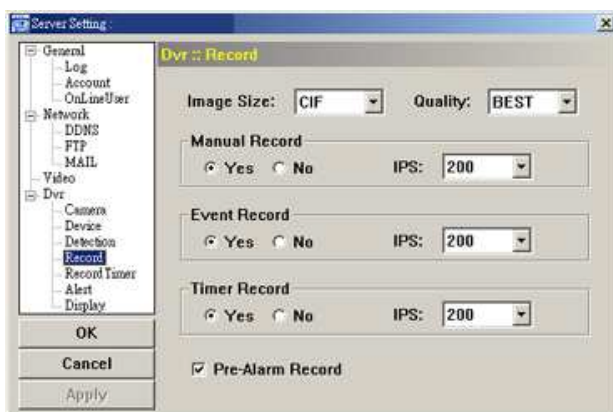 Server Setting :
General
Log
Account
OnLineUser
Network
DDNS
FTP
MAIL
Video
Dvr
Camera
Device
Detection
Record
Record Timer
Alert
Display
OK
Cancel
Apply
Dvr :: Record
Image Size: CIF Quality: BEST
Manual Record
Yes No IPS: 200
Event Record
Yes No IPS: 200
Timer Record
Yes No IPS: 200
Pre-Alarm Record